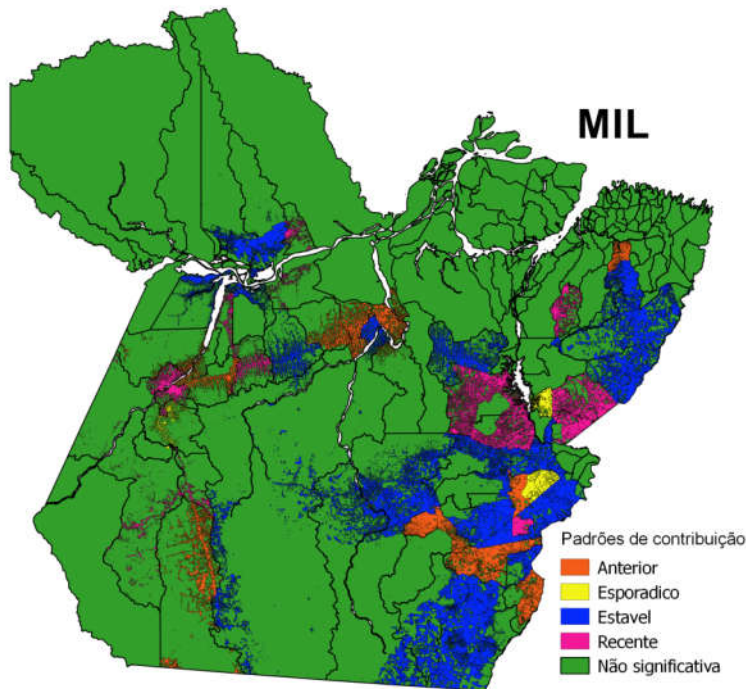 MIL
Padrões de contribuição
Anterior
Esporadico
Estavel
Recente
Não significativa